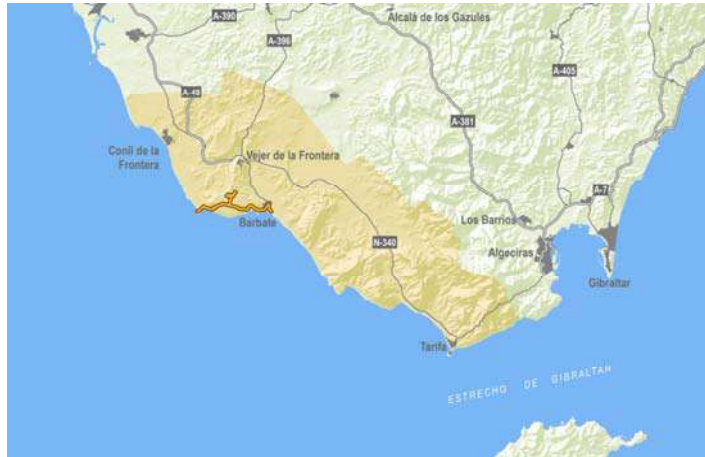 A-390
A-396
Alcalá de los Gazules
A-405
A-48
A-381
Conil de la
Frontera
Vejer de la Frontera
A-7
Barbate
Los Barrios
N-340
Algeciras
Gibraltar
Tarifa
ESTRECHO DE GIBRALTAR